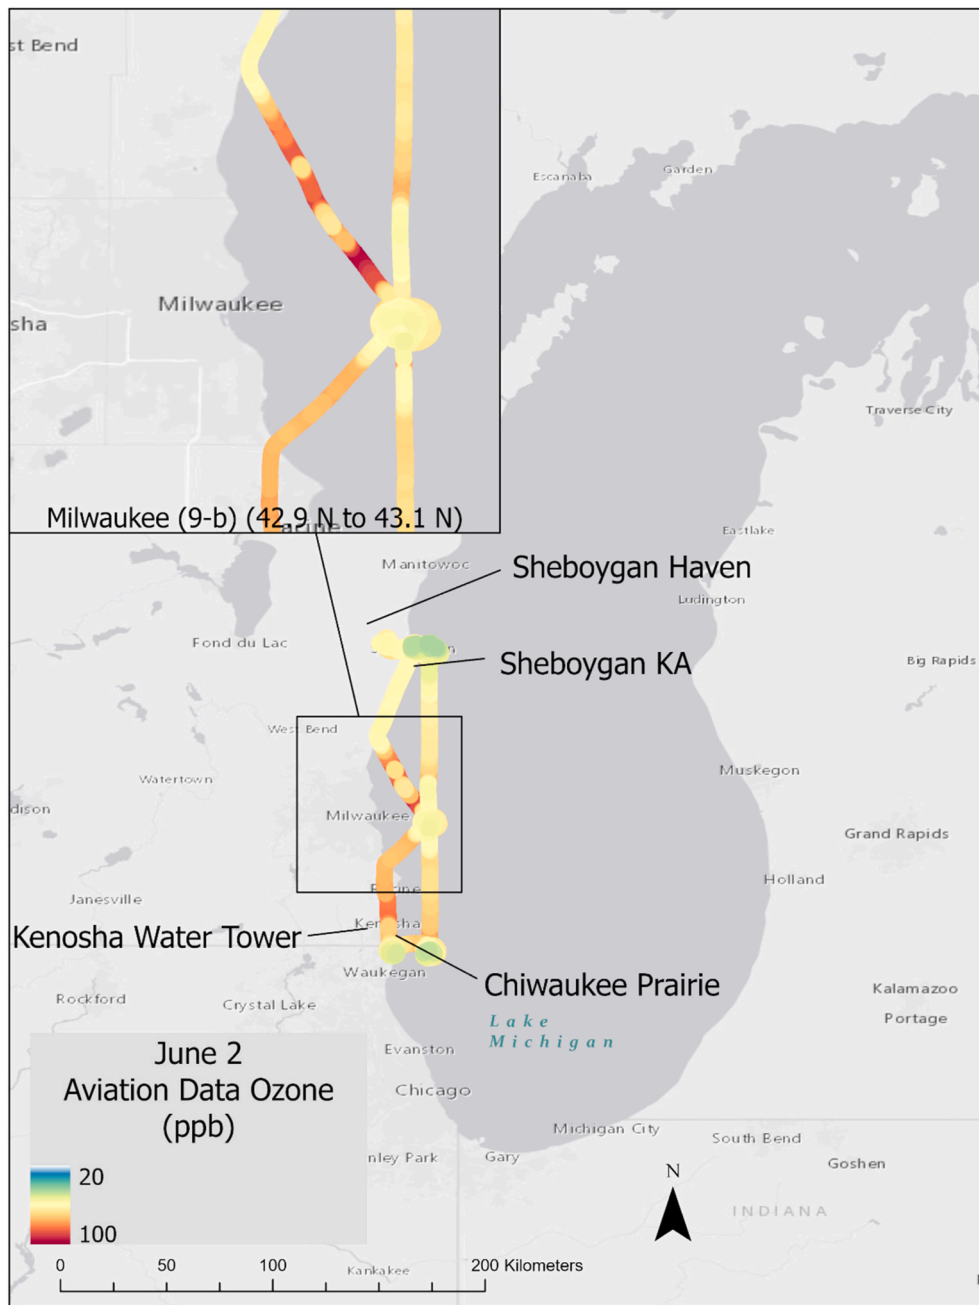 st Bend
Escanaba
Garden
Milwaukee
sha
Traverse City
Milwaukee (9-b) (42.9 N to 43.1 N)
Eastlake
Manitowoc
Sheboygan Haven
Ludington
Fond du Lac
Sheboygan KA
Big Rapids
West Bend
Muskegon
Watertown
dison
Milwaukee
Grand Rapids
Holland
Janesville
Kenosha
Kenosha Water Tower
Waukegan
Chiwaukee Prairie
Kalamazoo
Rockford
Crystal Lake
Lake
Michigan
Portage
Evanston
June 2
Aviation Data Ozone
(ppb)
Chicago
Michigan City
South Bend
nley Park
Gary
Goshen
20
N
INDIANA
100
0 50 100 200 Kilometers
Kankakee